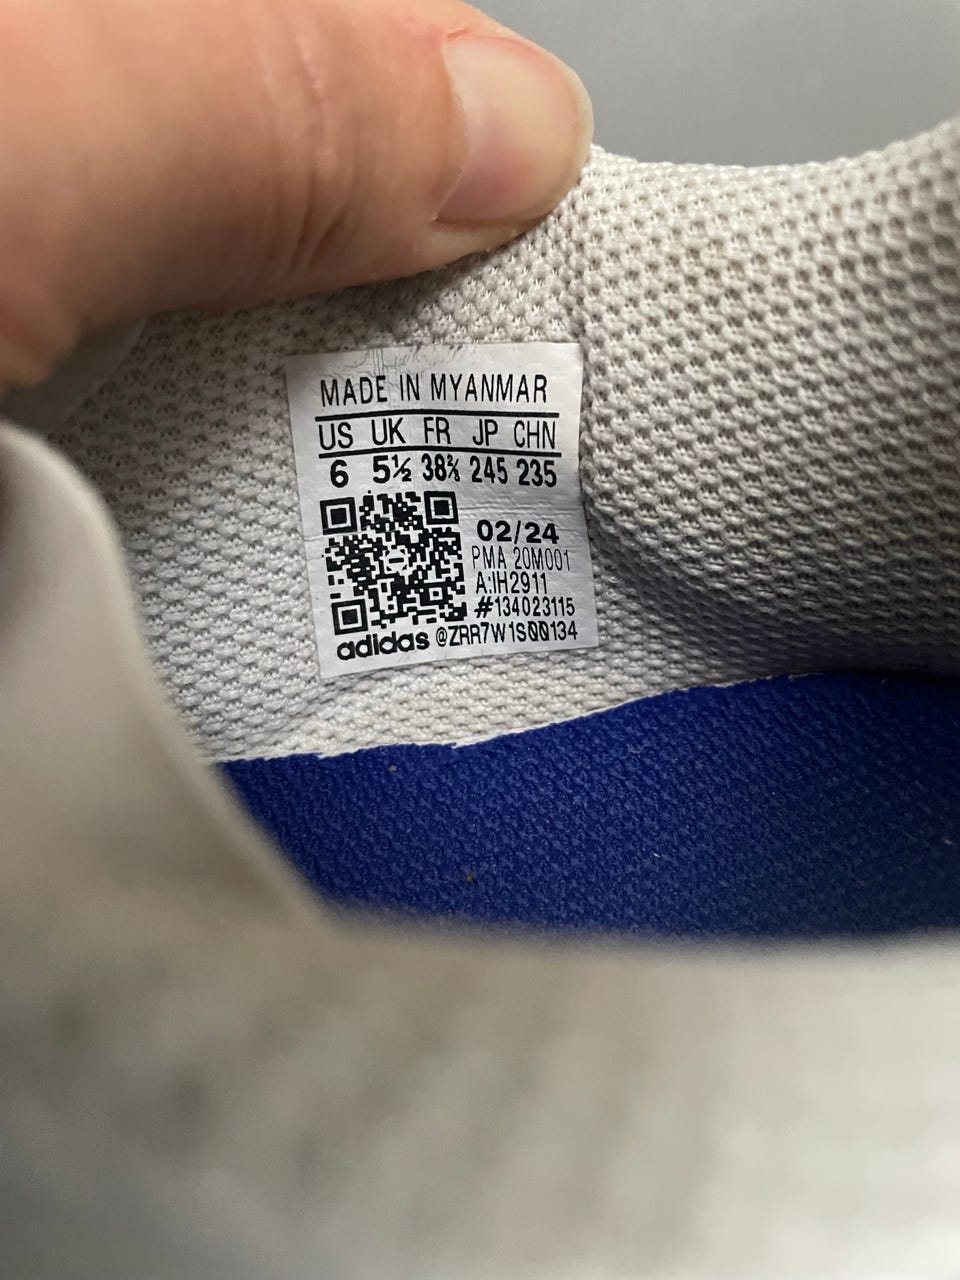 MADE IN MYANMAR
US UK FR JP CHN
6 5½ 38⅔ 245 235
02/24
PMA 20M001
A:IH2911
#134023115
adidas @ZRR7W1S00134